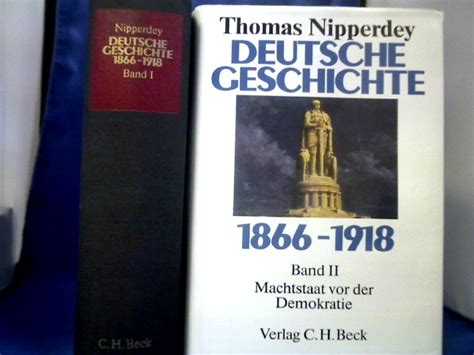 Nipperdey
DEUTSCHE
GESCHICHTE
1866-1918
Band I
C.H. Beck
Thomas Nipperdey
DEUTSCHE
GESCHICHTE
1866-1918
Band II
Machtstaat vor der
Demokratie
Verlag C.H.Beck